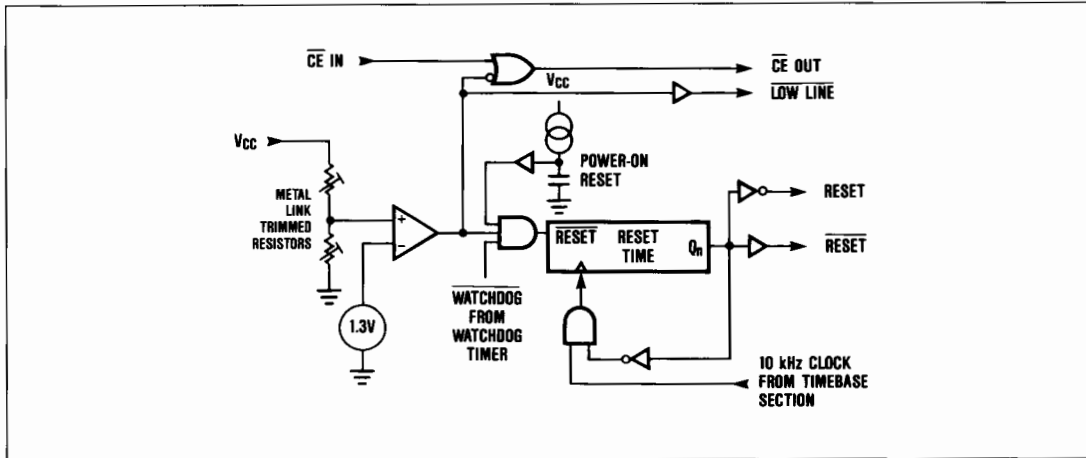 CE IN
CE OUT
VCC
LOW LINE
VCC
POWER-ON
RESET
METAL
LINK
TRIMMED
RESISTORS
+
−
RESET
RESET
TIME
Qn
RESET
RESET
WATCHDOG
FROM
WATCHDOG
TIMER
1.3V
10 kHz CLOCK
FROM TIMEBASE
SECTION